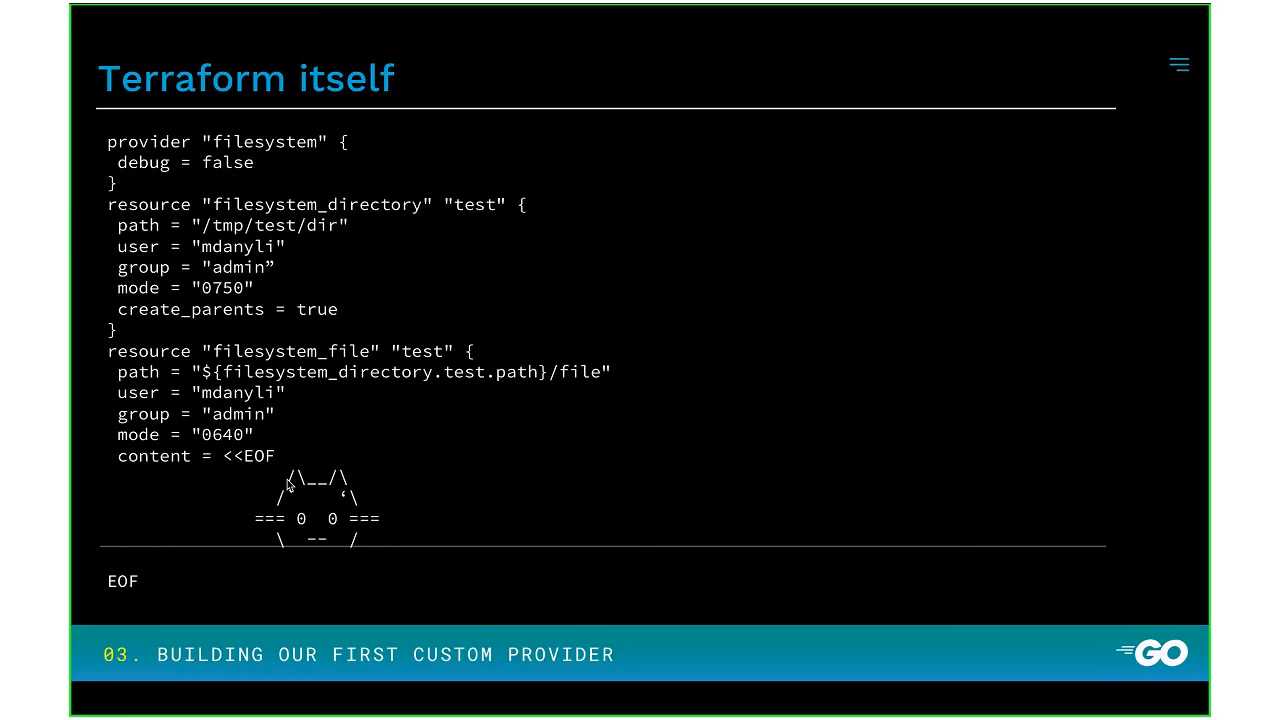 Terraform itself
provider "filesystem" {
 debug = false
}
resource "filesystem_directory" "test" {
 path = "/tmp/test/dir"
 user = "mdanyli"
 group = "admin”
 mode = "0750"
 create_parents = true
}
resource "filesystem_file" "test" {
 path = "${filesystem_directory.test.path}/file"
 user = "mdanyli"
 group = "admin"
 mode = "0640"
 content = <<EOF
                 /\__/\
                /     ‘\
              === 0  0 ===
                \  --  /
EOF
03. BUILDING OUR FIRST CUSTOM PROVIDER
GO